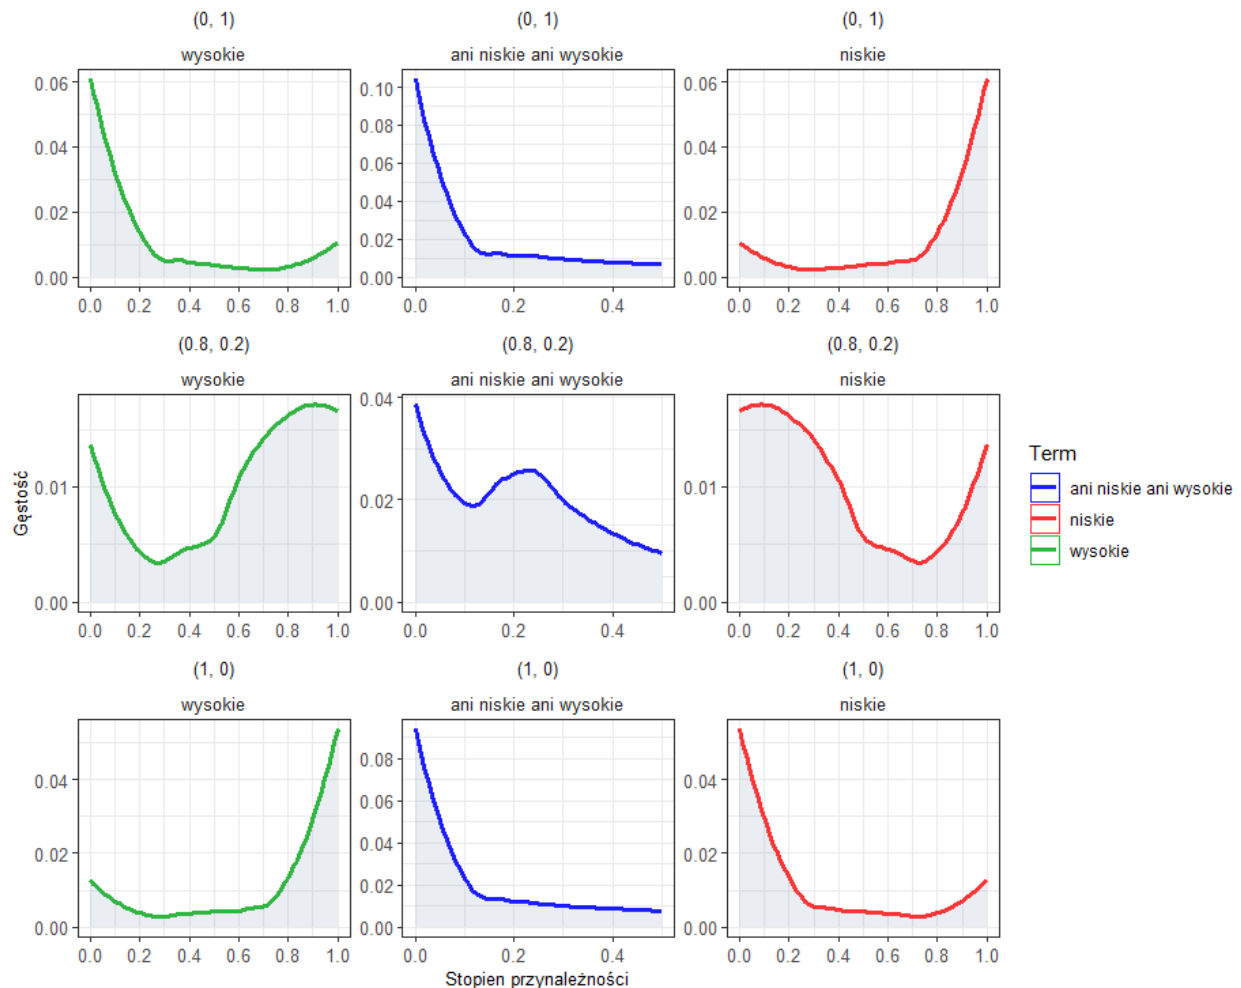 (0, 1) (0, 1) (0, 1)
wysokie ani niskie ani wysokie niskie
0.06 0.10 0.06
0.08
0.04 0.06 0.04
0.02 0.04 0.02
0.02
0.00 0.00 0.00
0.0 0.2 0.4 0.6 0.8 1.0 0.0 0.2 0.4 0.0 0.2 0.4 0.6 0.8 1.0
(0.8, 0.2) (0.8, 0.2) (0.8, 0.2)
wysokie ani niskie ani wysokie niskie
0.04
0.01 0.02 0.01
0.00 0.00 0.00
0.0 0.2 0.4 0.6 0.8 1.0 0.0 0.2 0.4 0.0 0.2 0.4 0.6 0.8 1.0
Gęstość
Term
ani niskie ani wysokie
niskie
wysokie
(1, 0) (1, 0) (1, 0)
wysokie ani niskie ani wysokie niskie
0.08
0.04 0.06 0.04
0.04
0.02 0.02 0.02
0.00 0.00 0.00
0.0 0.2 0.4 0.6 0.8 1.0 0.0 0.2 0.4 0.0 0.2 0.4 0.6 0.8 1.0
Stopien przynależności